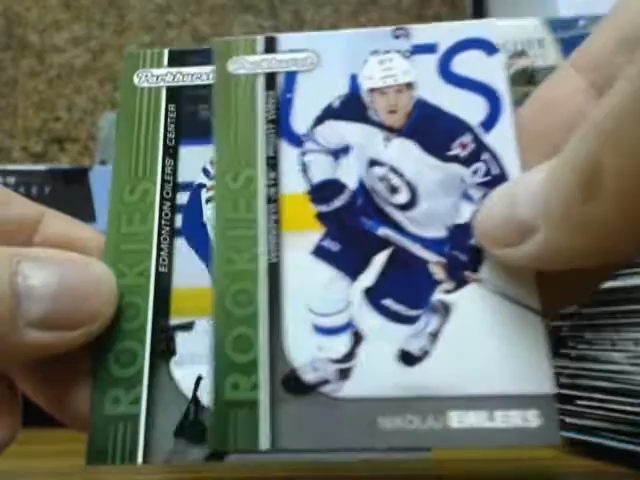 Parkhurst
ROOKIES
EDMONTON OILERS - CENTER
Parkhurst
ROOKIES
NIKOLAJ EHLERS